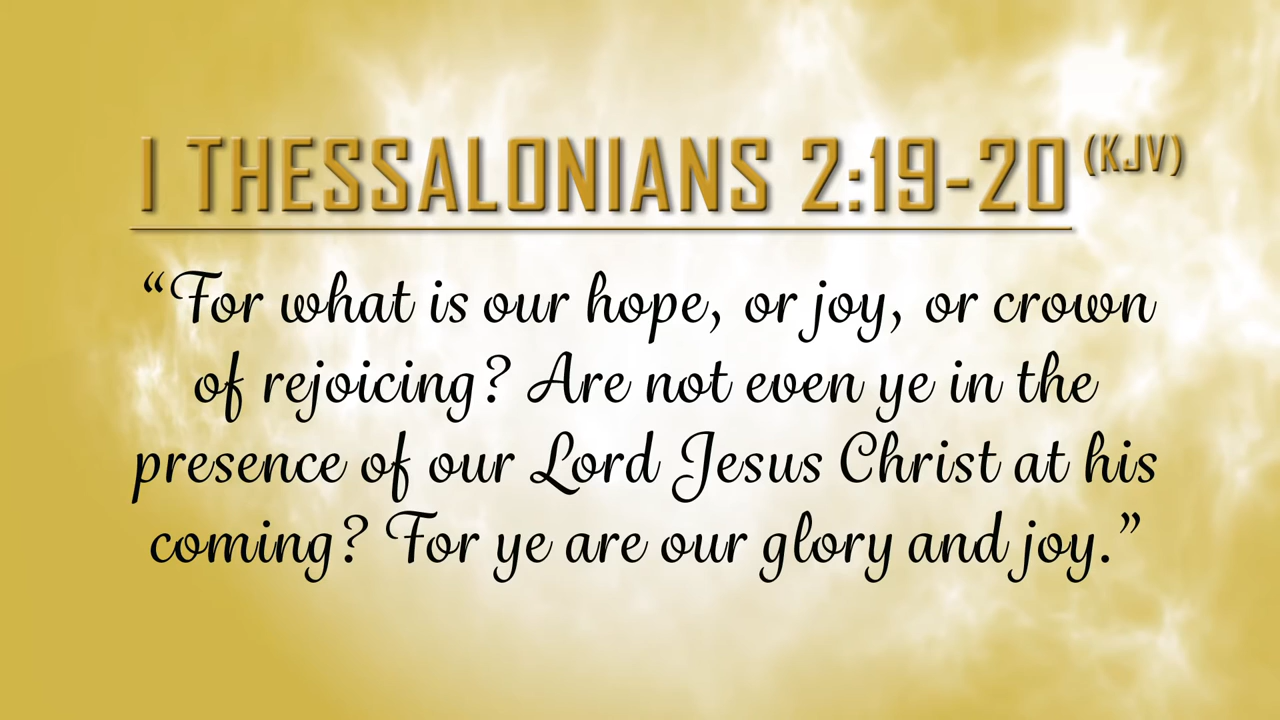 I THESSALONIANS 2:19-20 (KJV)
“For what is our hope, or joy, or crown
of rejoicing? Are not even ye in the
presence of our Lord Jesus Christ at his
coming? For ye are our glory and joy.”